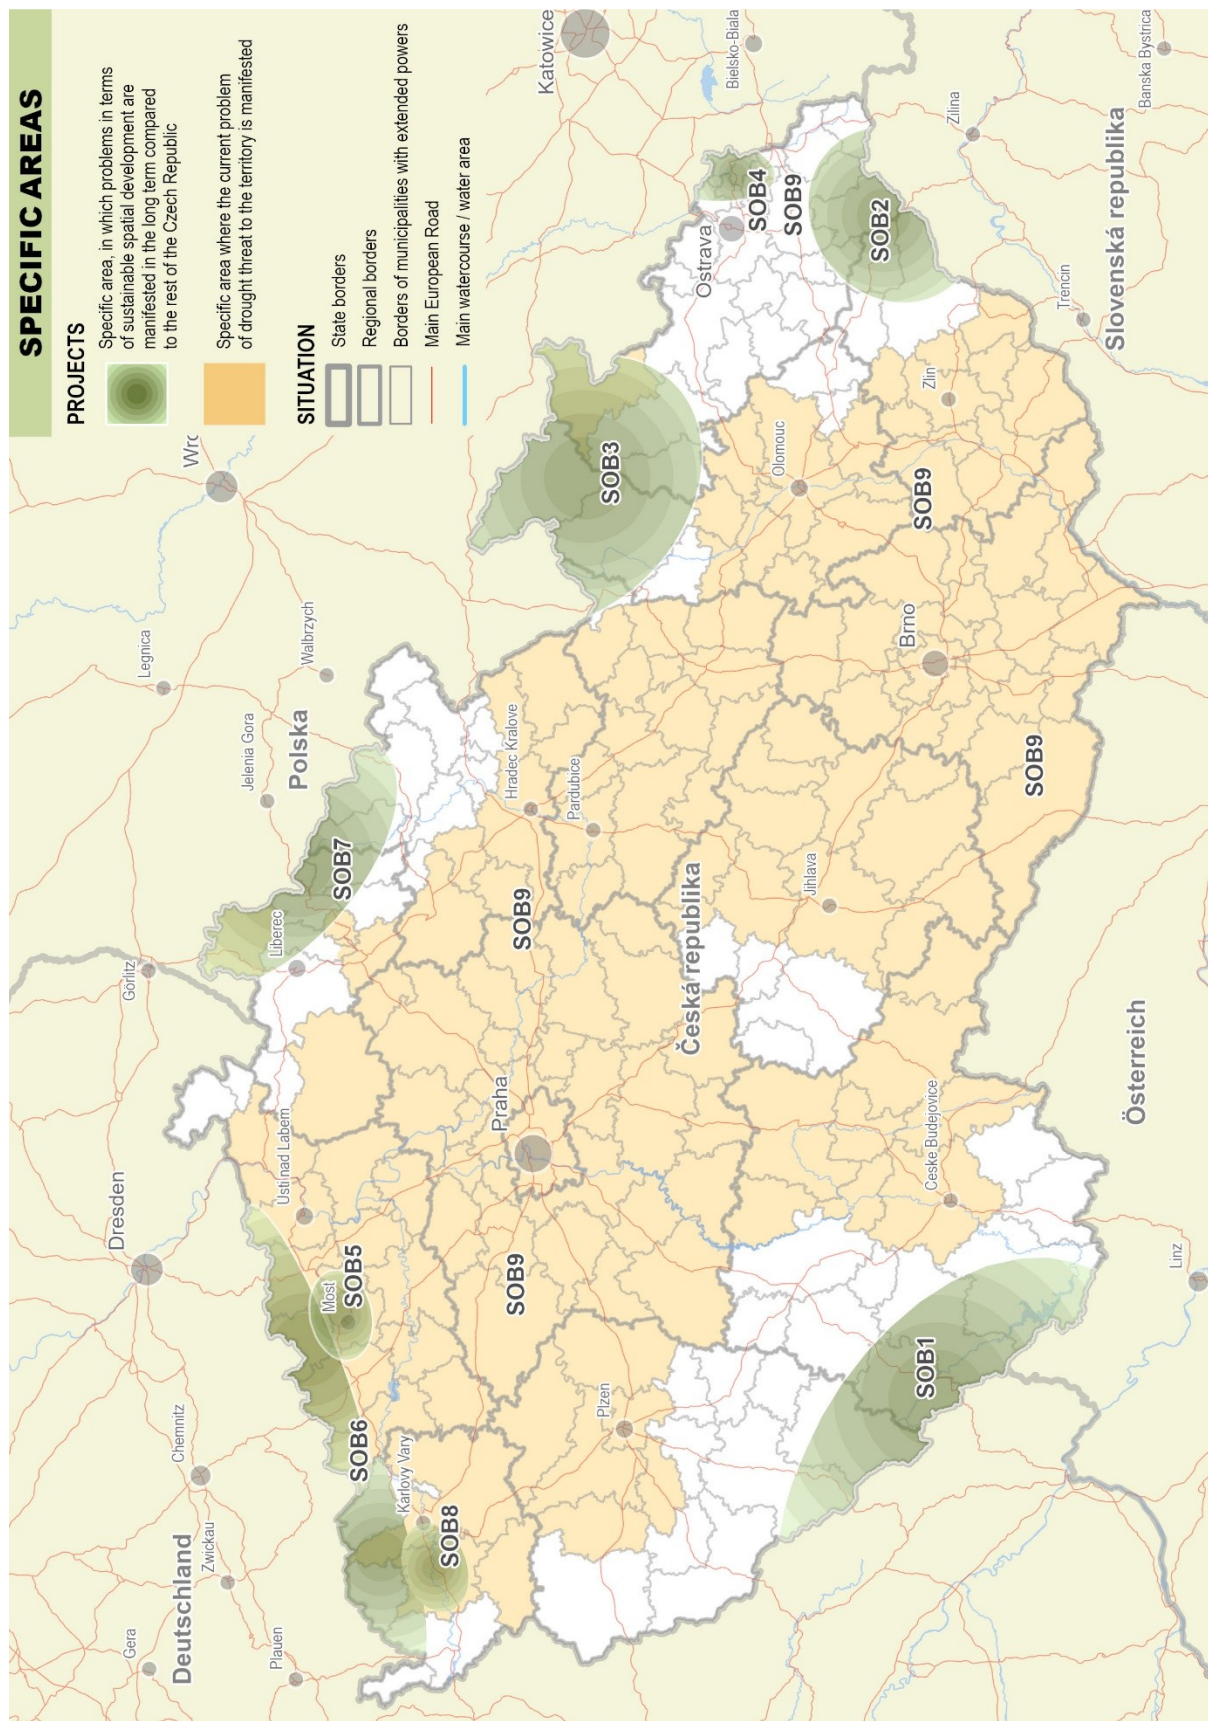 SPECIFIC AREAS
PROJECTS
Specific area, in which problems in terms
of sustainable spatial development are
manifested in the long term compared
to the rest of the Czech Republic
Specific area where the current problem
of drought threat to the territory is manifested
SITUATION
State borders
Regional borders
Borders of municipalities with extended powers
Main European Road
Main watercourse / water area
Dresden
Görlitz
Legnica
Wrc
Gera
Chemnitz
Zwickau
Deutschland
Jelenia Gora
Polska
Walbrzych
Plauen
Usti nad Labem
Liberec
Most
SOB5
SOB6
SOB7
Karlovy Vary
SOB8
SOB9
Praha
SOB9
Hradec Kralove
Pardubice
SOB3
Katowice
Plzen
Česká republika
Ostrava
SOB4
SOB9
Bielsko-Biala
Jihlava
Olomouc
SOB2
SOB1
Ceske Budejovice
Brno
SOB9
Zlin
Zilina
SOB9
Trencin
Slovenská republika
Banska Bystrica
Österreich
Linz